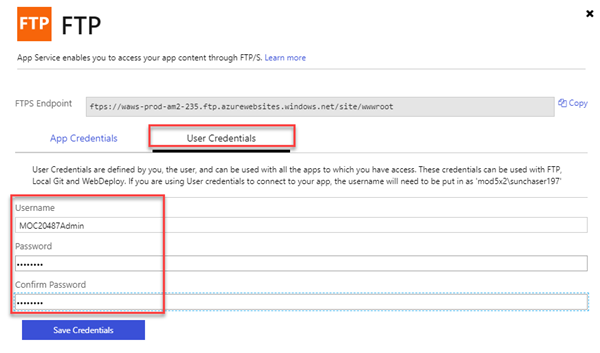 FTP FTP
App Service enables you to access your app content through FTP/S. Learn more
FTPS Endpoint ftps://waws-prod-am2-235.ftp.azurewebsites.windows.net/site/wwwroot Copy
App Credentials User Credentials
User Credentials are defined by you, the user, and can be used with all the apps to which you have access. These credentials can be used with FTP,
Local Git and WebDeploy. If you are using User credentials to connect to your app, the username will need to be put in as 'mod5x2\sunchaser197'
Username
MOC20487Admin
Password
••••••••
Confirm Password
••••••••
Save Credentials